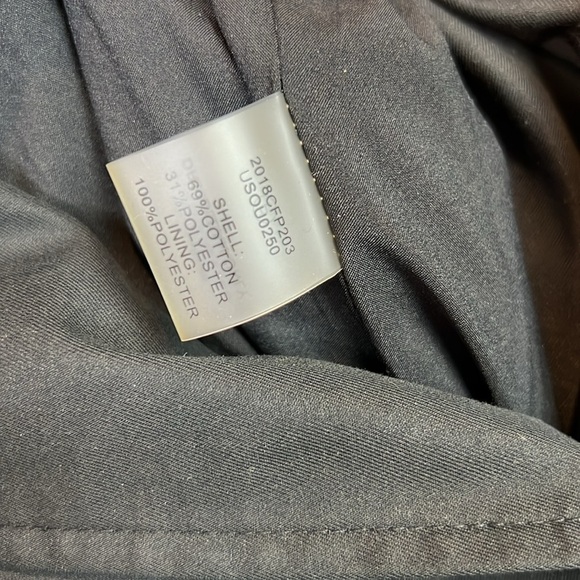 2018CFP203
USOU0250
SHELL:
69%COTTON
31%POLYESTER
LINING:
100%POLYESTER